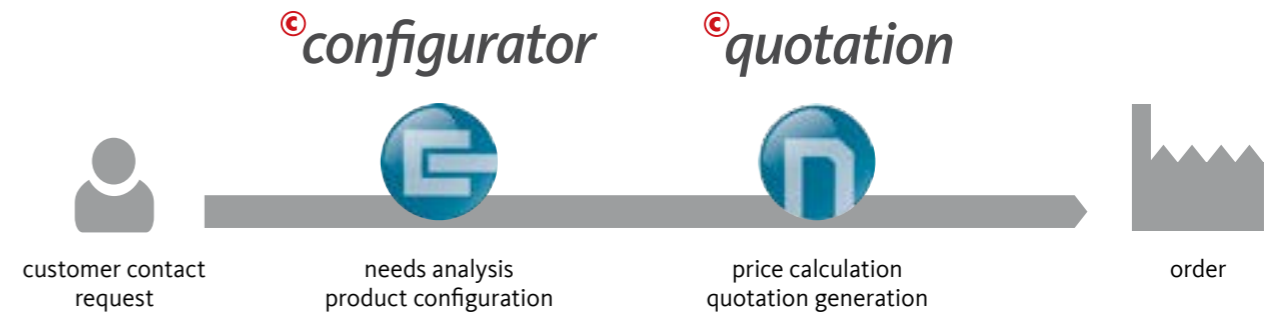 ©configurator
©quotation
customer contact
request
needs analysis
product configuration
price calculation
quotation generation
order